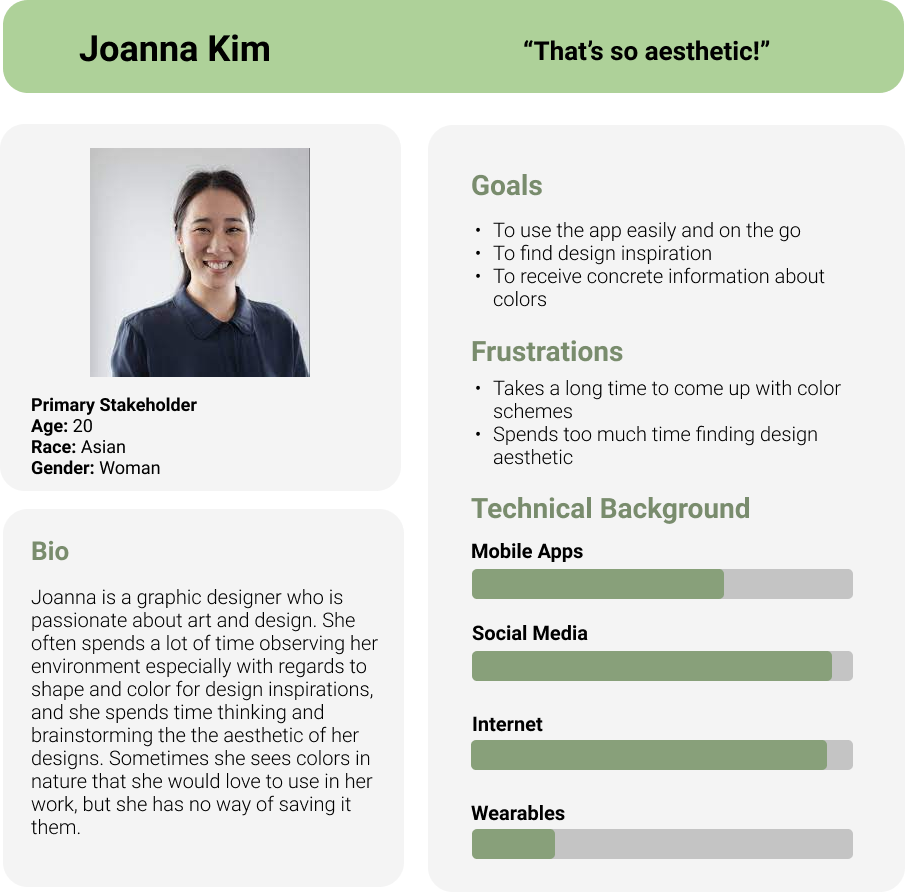 Joanna Kim
“That’s so aesthetic!”
Primary Stakeholder
Age: 20
Race: Asian
Gender: Woman
Bio
Joanna is a graphic designer who is
passionate about art and design. She
often spends a lot of time observing her
environment especially with regards to
shape and color for design inspirations,
and she spends time thinking and
brainstorming the the aesthetic of her
designs. Sometimes she sees colors in
nature that she would love to use in her
work, but she has no way of saving it
them.
Goals
• To use the app easily and on the go
• To find design inspiration
• To receive concrete information about
colors
Frustrations
• Takes a long time to come up with color
schemes
• Spends too much time finding design
aesthetic
Technical Background
Mobile Apps
Social Media
Internet
Wearables